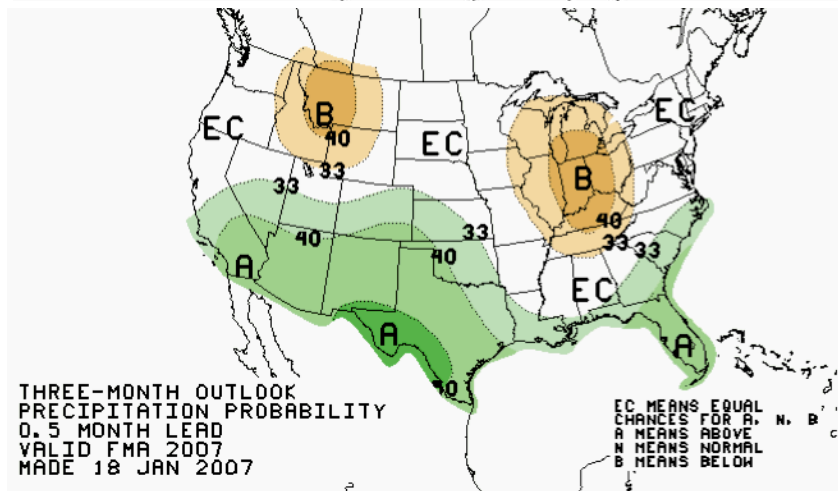 EC
EC
B
40
EC
33
B
33
40
33
33
40
40
33
A
EC
A
A
50
THREE-MONTH OUTLOOK
PRECIPITATION PROBABILITY
0.5 MONTH LEAD
VALID FMA 2007
MADE 18 JAN 2007
EC MEANS EQUAL
CHANCES FOR A, N, B
A MEANS ABOVE
N MEANS NORMAL
B MEANS BELOW